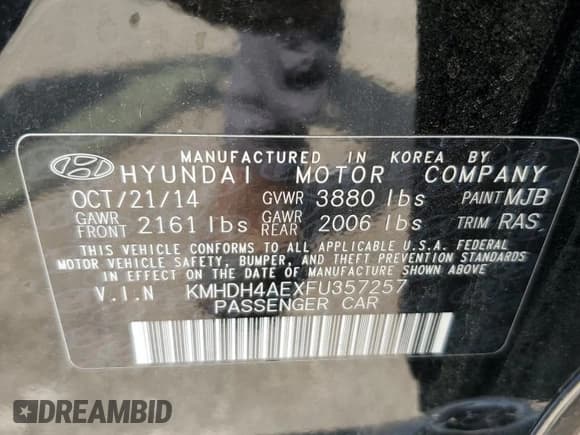 MANUFACTURED IN KOREA BY
HYUNDAI MOTOR COMPANY
OCT/21/14 GVWR 3880 lbs PAINT MJB
GAWR FRONT 2161 lbs GAWR REAR 2006 lbs TRIM RAS
THIS VEHICLE CONFORMS TO ALL APPLICABLE U.S.A. FEDERAL
MOTOR VEHICLE SAFETY, BUMPER, AND THEFT PREVENTION STANDARDS
IN EFFECT ON THE DATE OF MANUFACTURE SHOWN ABOVE.
V.I.N KMHDH4AEXFU357257
PASSENGER CAR
DREAMBID